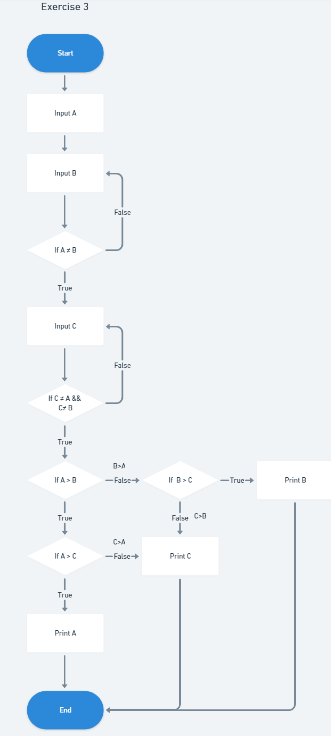 Exercise 3
Start
Input A
Input B
False
If A ≠ B
True
Input C
False
If C ≠ A &&
C≠ B
True
B>A
If A > B
False
If B > C
True
Print B
True
False
C>B
C>A
If A > C
False
Print C
True
Print A
End